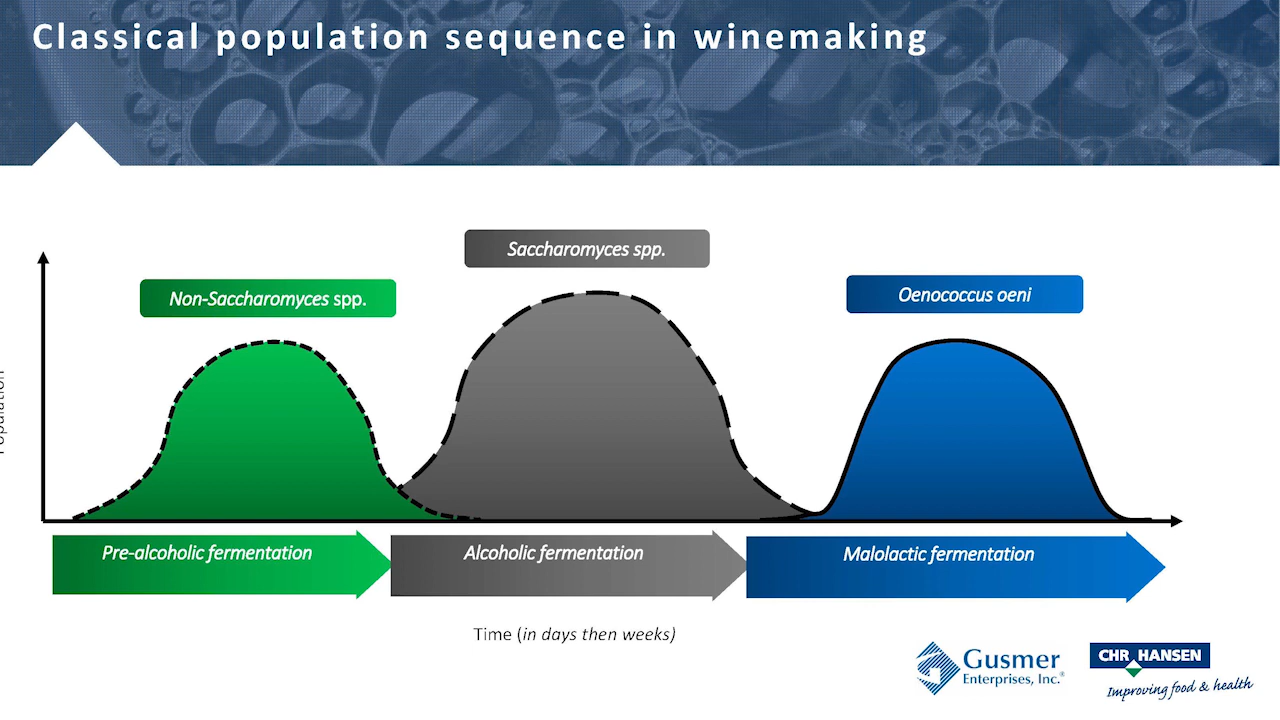 Classical population sequence in winemaking
Saccharomyces spp.
Non-Saccharomyces spp.
Oenococcus oeni
Pre-alcoholic fermentation
Alcoholic fermentation
Malolactic fermentation
Time (in days then weeks)
Gusmer
Enterprises, Inc.®
CHR HANSEN
Improving food & health